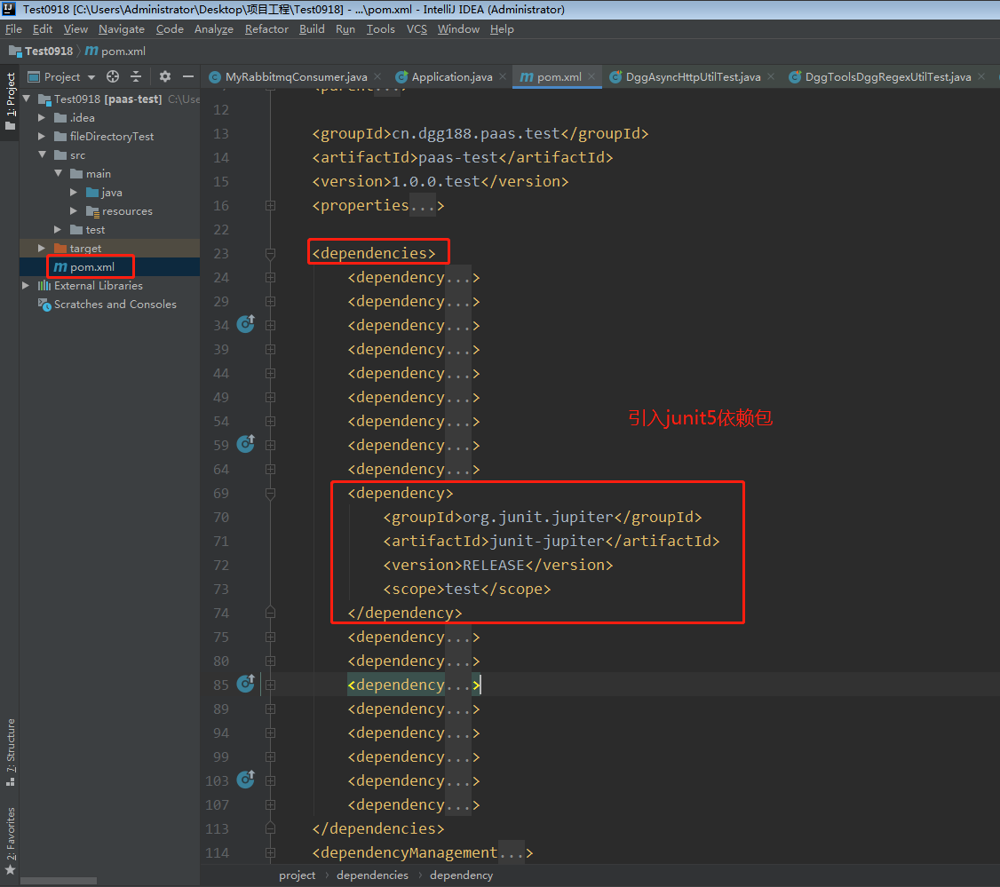 Test0918 [C:\Users\Administrator\Desktop\项目工程\Test0918] - ...\pom.xml - IntelliJ IDEA (Administrator)
File Edit View Navigate Code Analyze Refactor Build Run Tools VCS Window Help
Test0918 pom.xml
Project
MyRabbitmqConsumer.java Application.java pom.xml DggAsyncHttpUtilTest.java DggToolsDggRegexUtilTest.java
1: Project
Test0918 [paas-test] C:\Use
.idea
fileDirectoryTest
src
main
java
resources
test
target
pom.xml
External Libraries
Scratches and Consoles
7: Structure
2: Favorites
<parent...>
12
13 <groupId>cn.dgg188.paas.test</groupId>
14 <artifactId>paas-test</artifactId>
15 <version>1.0.0.test</version>
16 <properties...>
22
23 <dependencies>
24 <dependency...>
29 <dependency...>
34 <dependency...>
39 <dependency...>
44 <dependency...>
49 <dependency...>
引入junit5依赖包
54 <dependency...>
59 <dependency...>
64 <dependency...>
69 <dependency>
70 <groupId>org.junit.jupiter</groupId>
71 <artifactId>junit-jupiter</artifactId>
72 <version>RELEASE</version>
73 <scope>test</scope>
74 </dependency>
75 <dependency...>
80 <dependency...>
85 <dependency...>
89 <dependency...>
94 <dependency...>
99 <dependency...>
103 <dependency...>
107 <dependency...>
113 </dependencies>
114 <dependencyManagement...>
project › dependencies › dependency